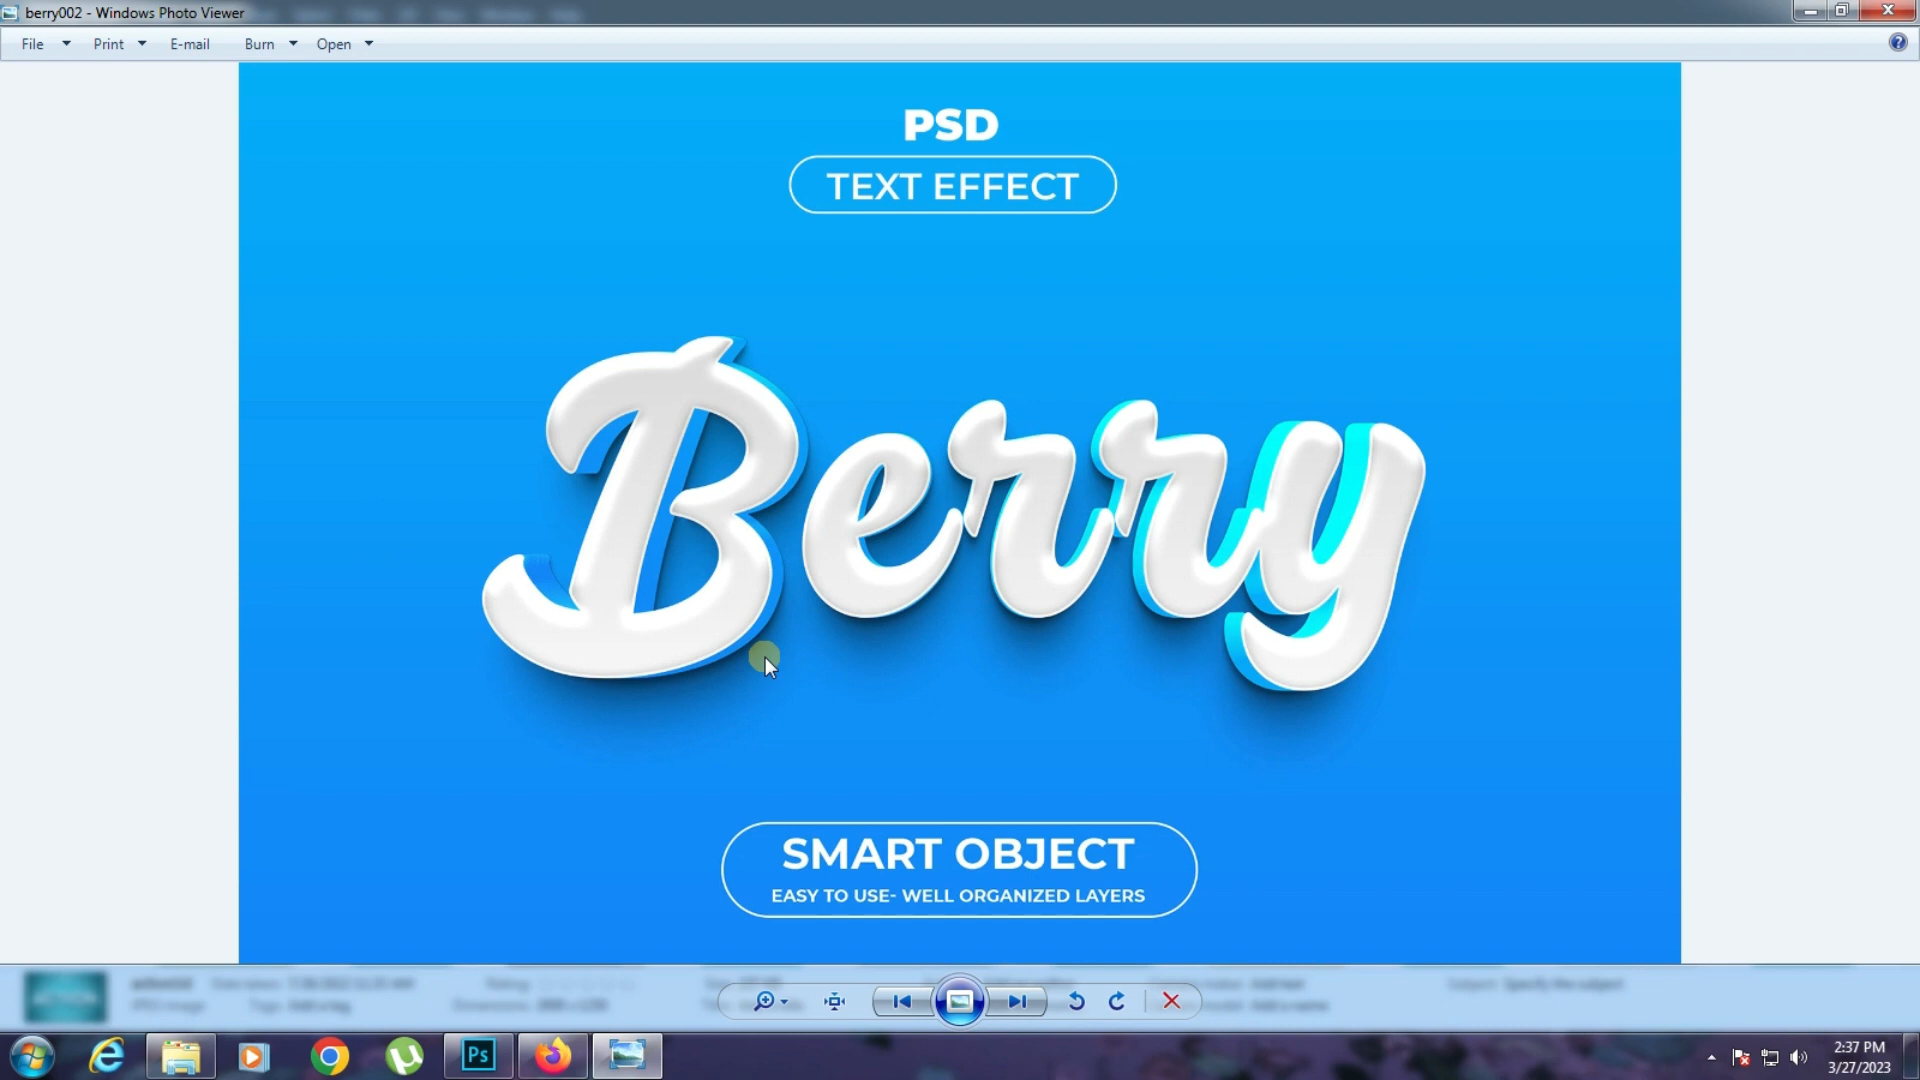 berry002 - Windows Photo Viewer
File Print E-mail Burn Open
PSD
TEXT EFFECT
Berry
SMART OBJECT
EASY TO USE- WELL ORGANIZED LAYERS
Ps
2:37 PM
3/27/2023